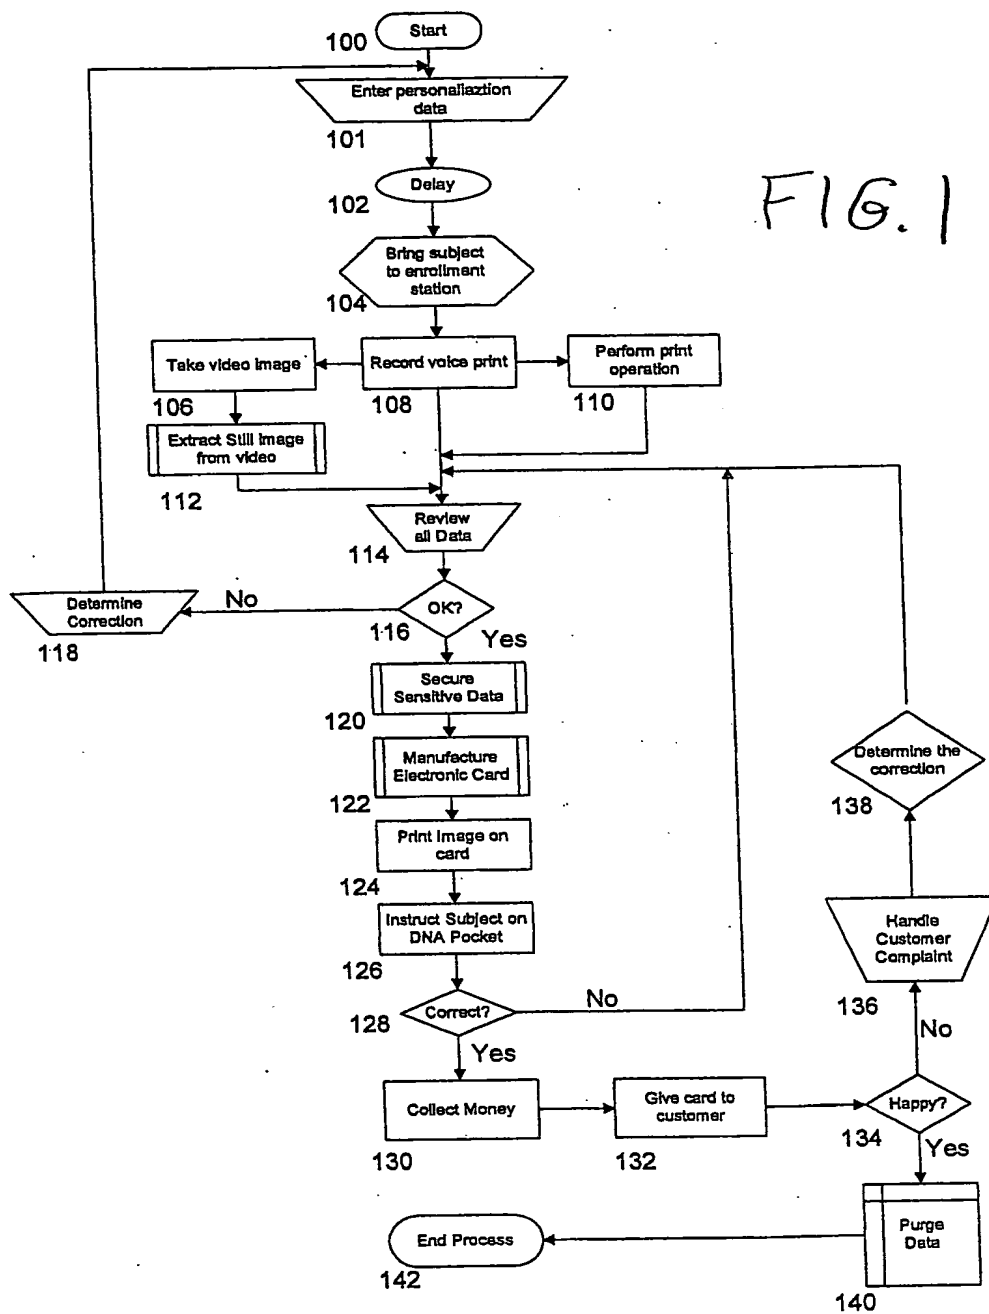 Start
100
Enter personaliaztion
data
101
Delay
102
FIG. 1
Bring subject
to enrollment
station
104
Take video image
Record voice print
Perform print
operation
106
108
110
Extract Still Image
from video
112
Review
all Data
114
Determine
Correction
No
OK?
116
118
Yes
Secure
Sensitive Data
120
Manufacture
Electronic Card
122
Determine the
correction
138
Print Image on
card
124
Instruct Subject on
DNA Pocket
126
Handle
Customer
Complaint
136
Correct?
No
128
No
Yes
Collect Money
Give card to
customer
Happy?
130
132
134
Yes
Purge
Data
End Process
142
140